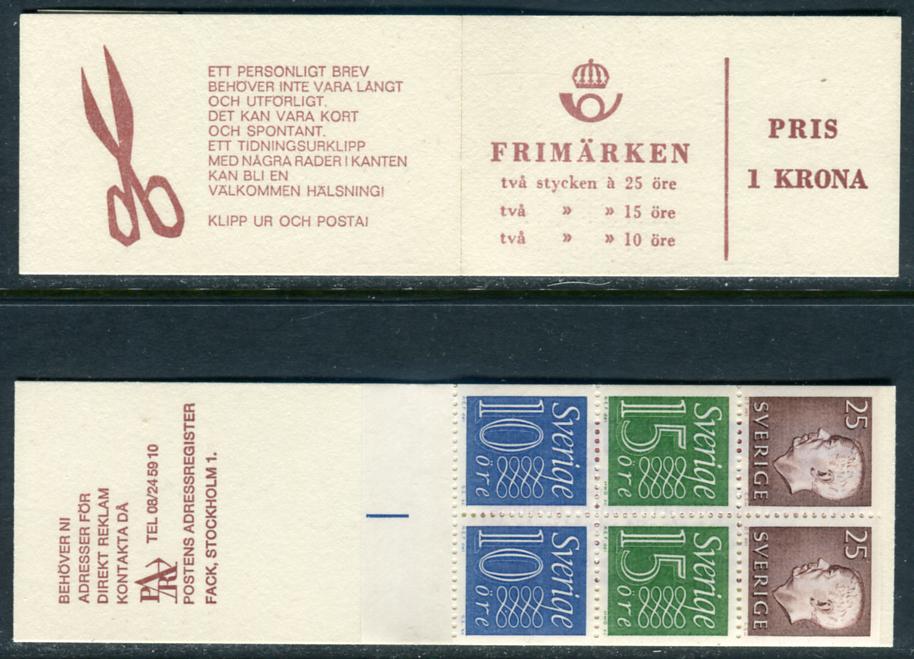 ETT PERSONLIGT BREV
BEHÖVER INTE VARA LÅNGT
OCH UTFÖRLIGT.
DET KAN VARA KORT
OCH SPONTANT.
ETT TIDNINGSURKLIPP
MED NÅGRA RADER I KANTEN
KAN BLI EN
VÄLKOMMEN HÄLSNING!
KLIPP UR OCH POSTA!
FRIMÄRKEN
två stycken à 25 öre
två » » 15 öre
två » » 10 öre
PRIS
1 KRONA
BEHÖVER NI
ADRESSER FÖR
DIREKT REKLAM
KONTAKTA DÅ
PAR TEL 08/24 59 10
POSTENS ADRESSREGISTER
FACK, STOCKHOLM 1.
Sverige
10
öre
Sverige
15
öre
25
SVERIGE
Sverige
10
öre
Sverige
15
öre
25
SVERIGE